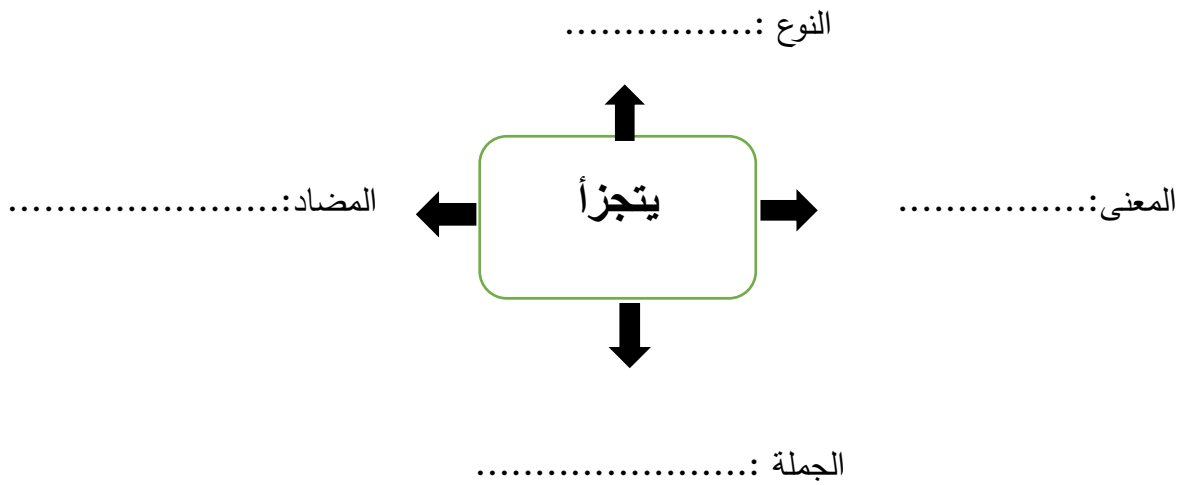 النوع :................
يتجزأ
المعنى:................
المضاد:.......................
الجملة :.......................